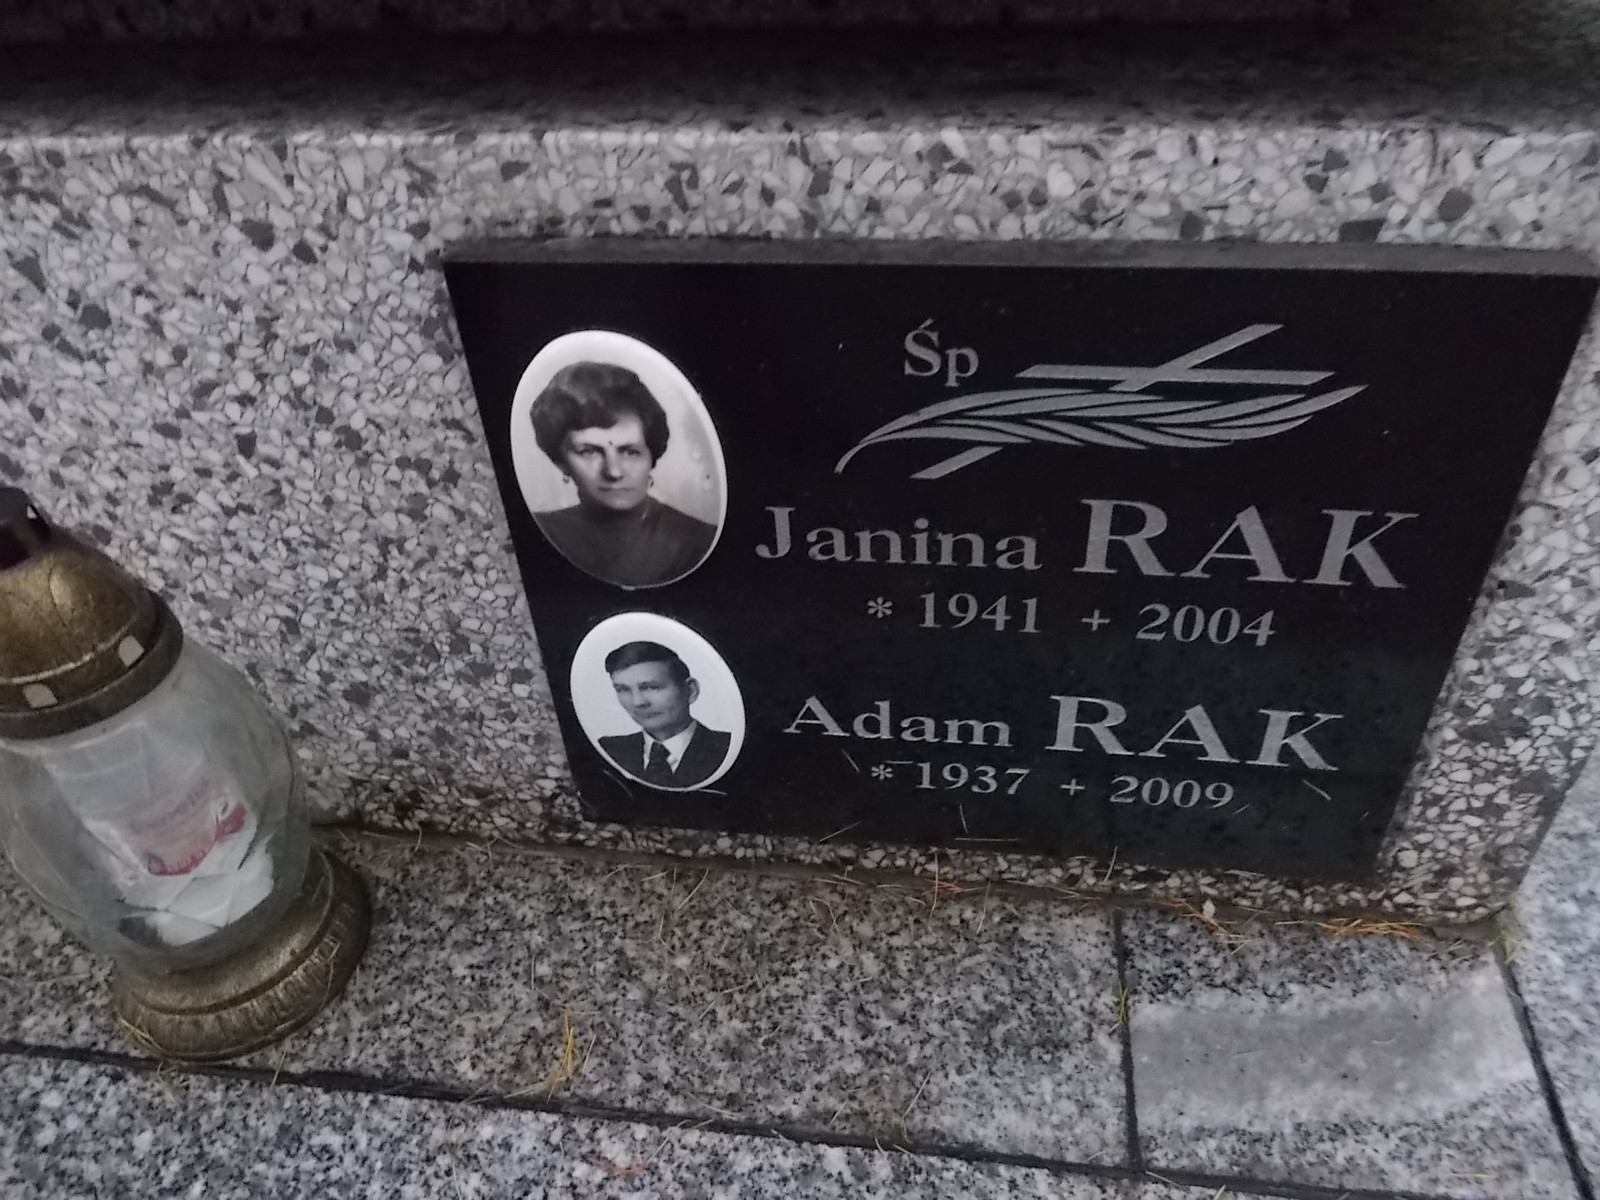 Śp
Janina RAK
* 1941 + 2004
Adam RAK
* 1937 + 2009